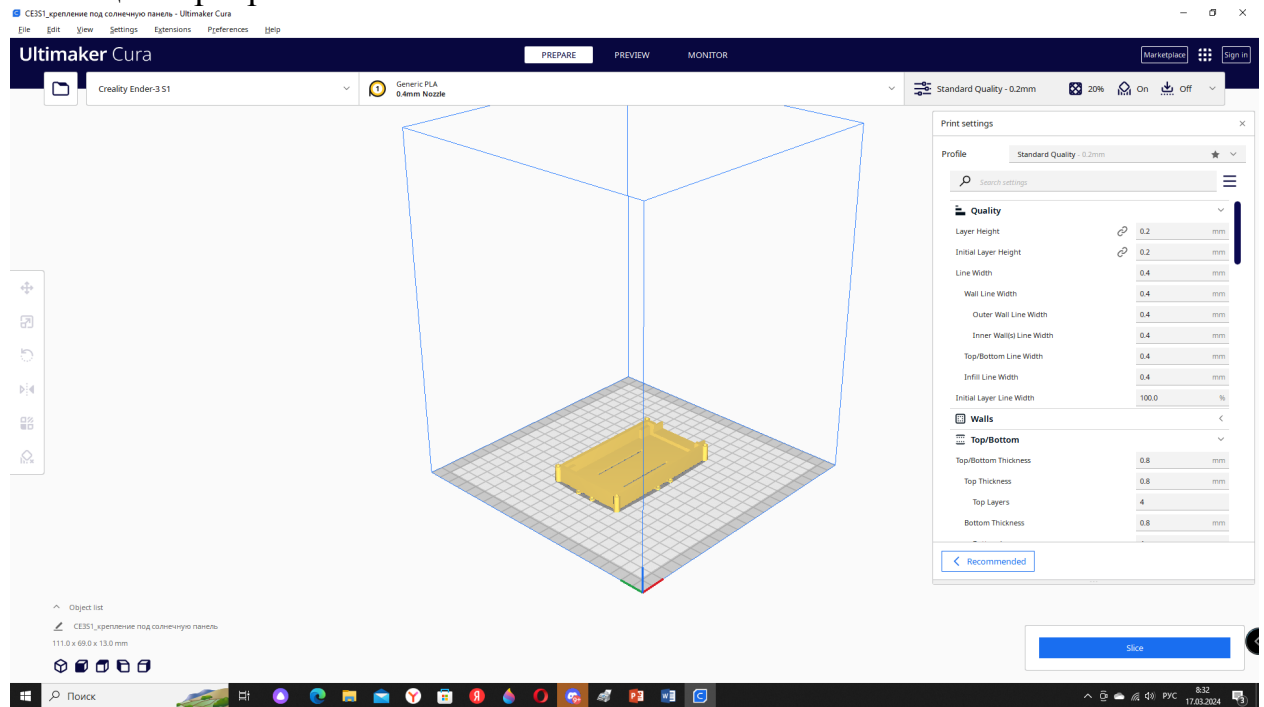 CE3S1_крепление под солнечную панель - Ultimaker Cura
File Edit View Settings Extensions Preferences Help
Ultimaker Cura
PREPARE PREVIEW MONITOR
Marketplace Sign in
Creality Ender-3 S1
1 Generic PLA
0.4mm Nozzle
Standard Quality - 0.2mm 20% On Off
Print settings
Profile Standard Quality - 0.2mm
Search settings
Quality
Layer Height 0.2 mm
Initial Layer Height 0.2 mm
Line Width 0.4 mm
Wall Line Width 0.4 mm
Outer Wall Line Width 0.4 mm
Inner Wall(s) Line Width 0.4 mm
Top/Bottom Line Width 0.4 mm
Infill Line Width 0.4 mm
Initial Layer Line Width 100.0 %
Walls
Top/Bottom
Top/Bottom Thickness 0.8 mm
Top Thickness 0.8 mm
Top Layers 4
Bottom Thickness 0.8 mm
Recommended
Object list
CE3S1_крепление под солнечную панель
111.0 x 69.0 x 13.0 mm
Slice
Поиск
РУС
8:32
17.03.2024
3